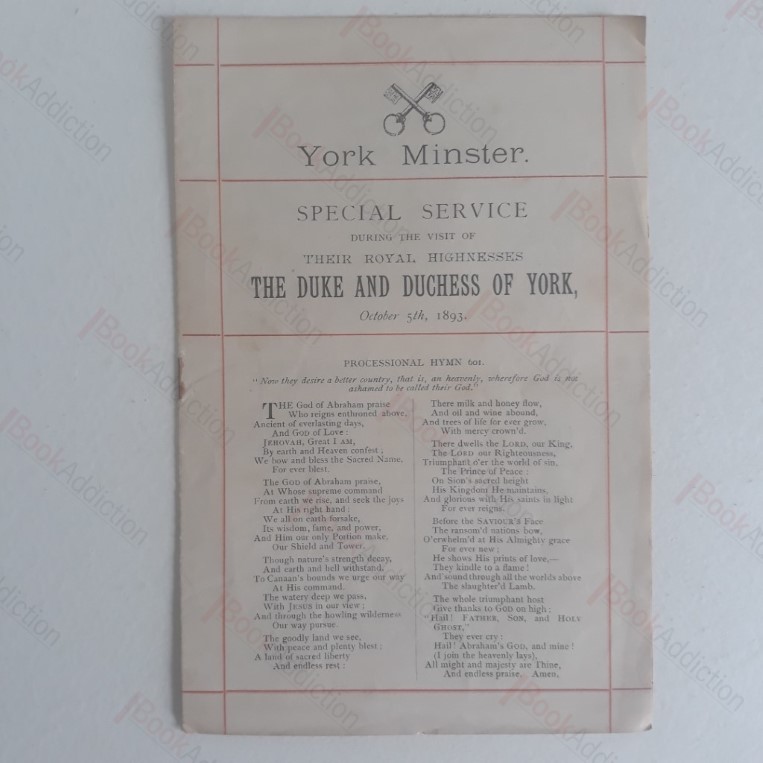 York Minster.
SPECIAL SERVICE
DURING THE VISIT OF
THEIR ROYAL HIGHNESSES
THE DUKE AND DUCHESS OF YORK,
October 5th, 1893.
PROCESSIONAL HYMN 601.
"Now they desire a better country, that is, an heavenly, wherefore God is not
ashamed to be called their God."
THE God of Abraham praise
Who reigns enthroned above,
Ancient of everlasting days,
And GOD of Love:
JEHOVAH, Great I AM,
By earth and Heaven confest;
We bow and bless the Sacred Name,
For ever blest.
The GOD of Abraham praise,
At Whose supreme command
From earth we rise, and seek the joys
At His right hand;
We all on earth forsake,
Its wisdom, fame, and power,
And Him our only Portion make,
Our Shield and Tower.
Though nature's strength decay,
And earth and hell withstand,
To Canaan's bounds we urge our way
At His command.
The watery deep we pass,
With JESUS in our view;
And through the howling wilderness
Our way pursue.
The goodly land we see,
With peace and plenty blest;
A land of sacred liberty
And endless rest:
There milk and honey flow,
And oil and wine abound,
And trees of life for ever grow,
With mercy crown'd.
There dwells the LORD, our King,
The LORD our Righteousness,
Triumphant o'er the world of sin,
The Prince of Peace:
On Sion's sacred height
His Kingdom He maintains,
And glorious with His saints in light
For ever reigns.
Before the SAVIOUR'S Face
The ransom'd nations bow,
O'erwhelm'd at His Almighty grace
For ever new;
He shows His prints of love,—
They kindle to a flame!
And sound through all the worlds above
The slaughter'd Lamb.
The whole triumphant host
Give thanks to GOD on high;
"Hail! FATHER, SON, and HOLY
GHOST,"
They ever cry:
Hail! Abraham's GOD, and mine!
(I join the heavenly lays),
All might and majesty are Thine,
And endless praise. Amen.
BookAddiction